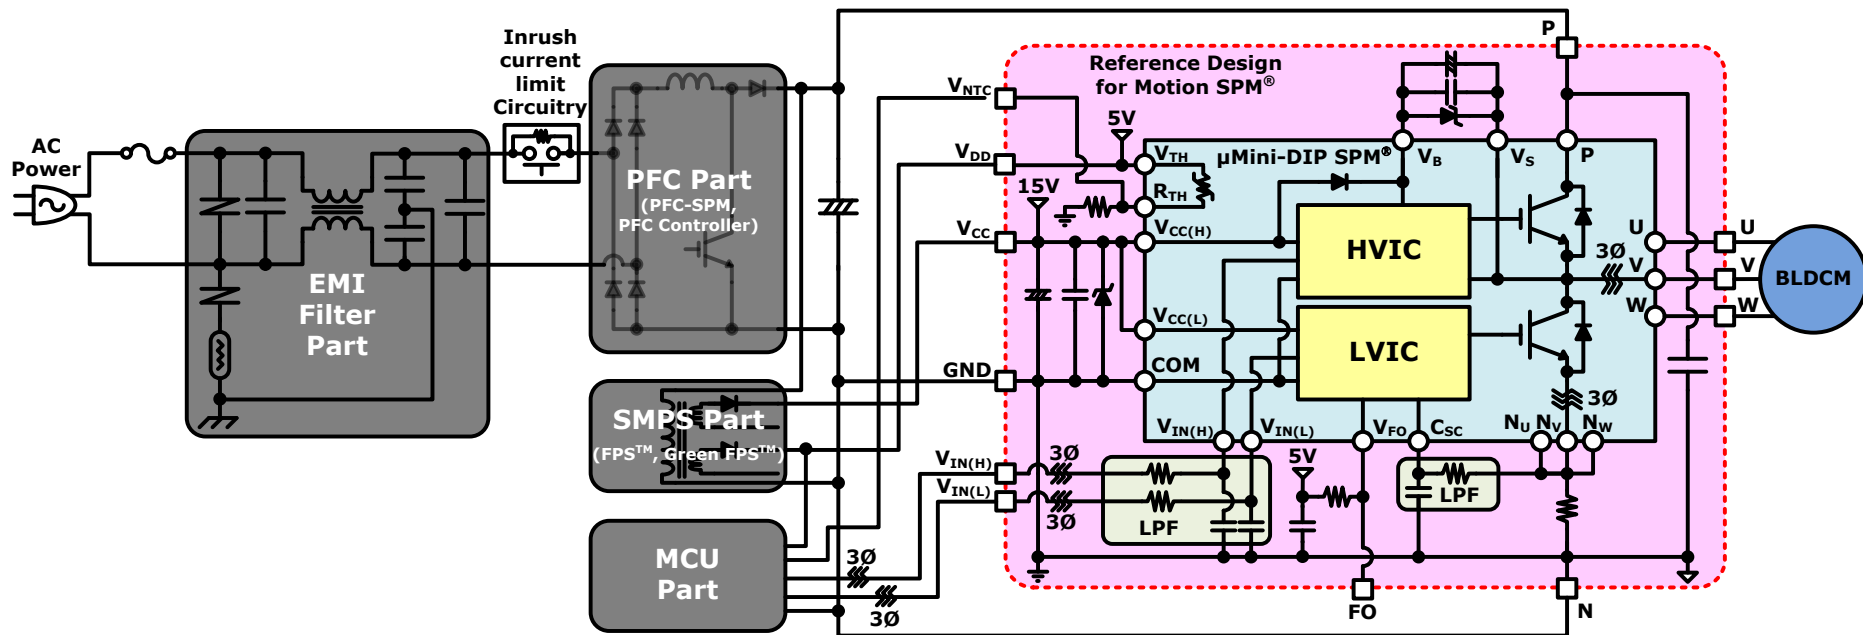 AC
Power
EMI
Filter
Part
Inrush
current
limit
Circuitry
PFC Part
(PFC-SPM,
PFC Controller)
SMPS Part
(FPS™, Green FPS™)
MCU
Part
3Ø
3Ø
VNTC
VDD
VCC
GND
VIN(H)
VIN(L)
Reference Design
for Motion SPM®
P
5V
15V
µMini-DIP SPM®
VTH
RTH
VCC(H)
VCC(L)
COM
VB
VS
P
HVIC
LVIC
3Ø
3Ø
U
V
W
U
V
W
BLDCM
VIN(H)
VIN(L)
VFO
CSC
NU
NV
NW
3Ø
3Ø
LPF
5V
LPF
FO
N